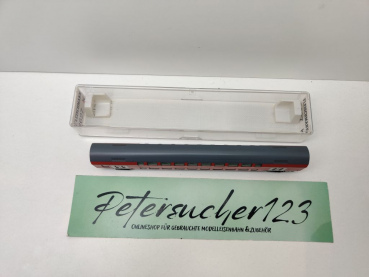 Petersucher123
ONLINESHOP FÜR GEBRAUCHTE MODELLEISENBAHN & ZUBEHÖR